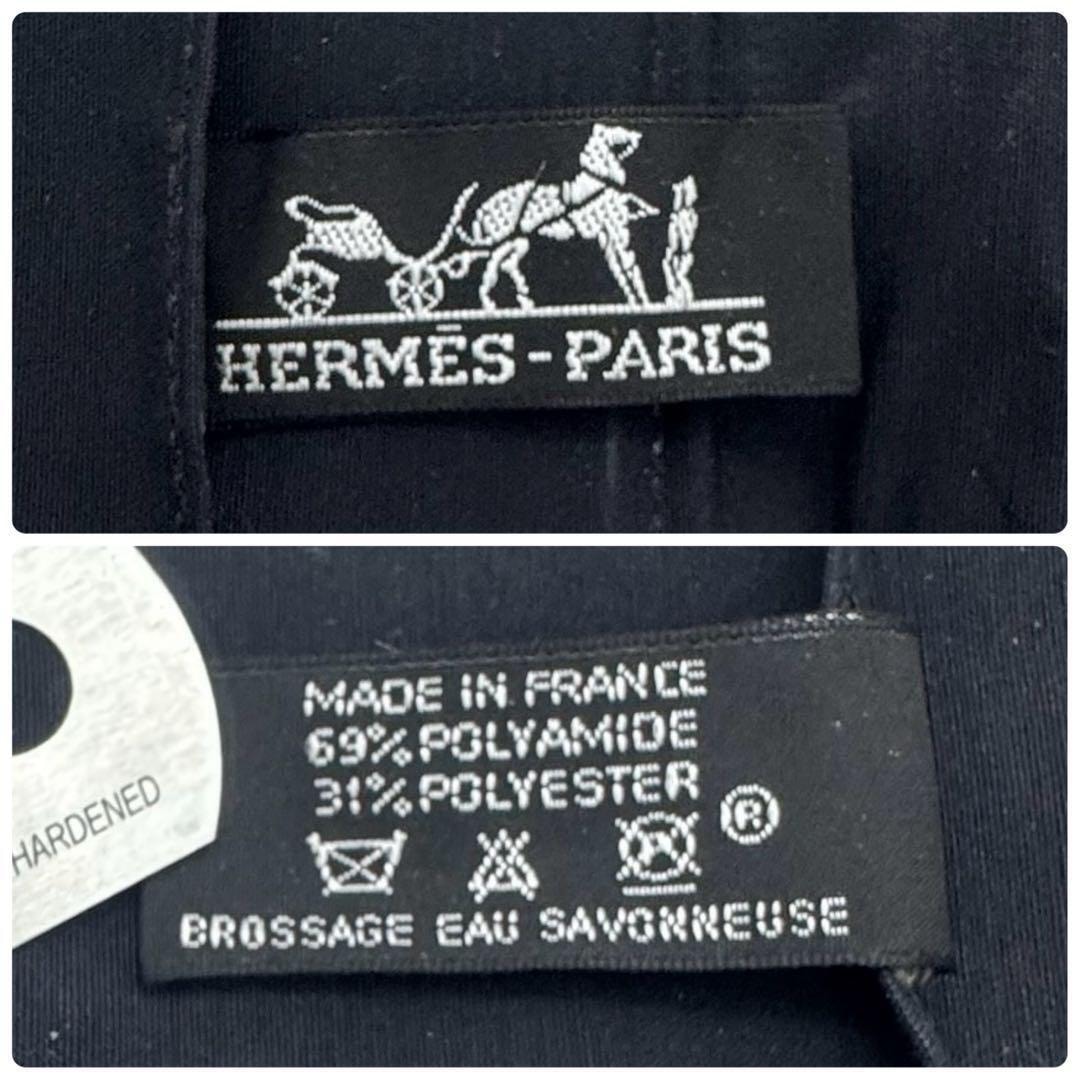 HERMĒS-PARIS
MADE IN FRANCE
69% POLYAMIDE
31% POLYESTER
®
BROSSAGE EAU SAVONNEUSE
HARDENED